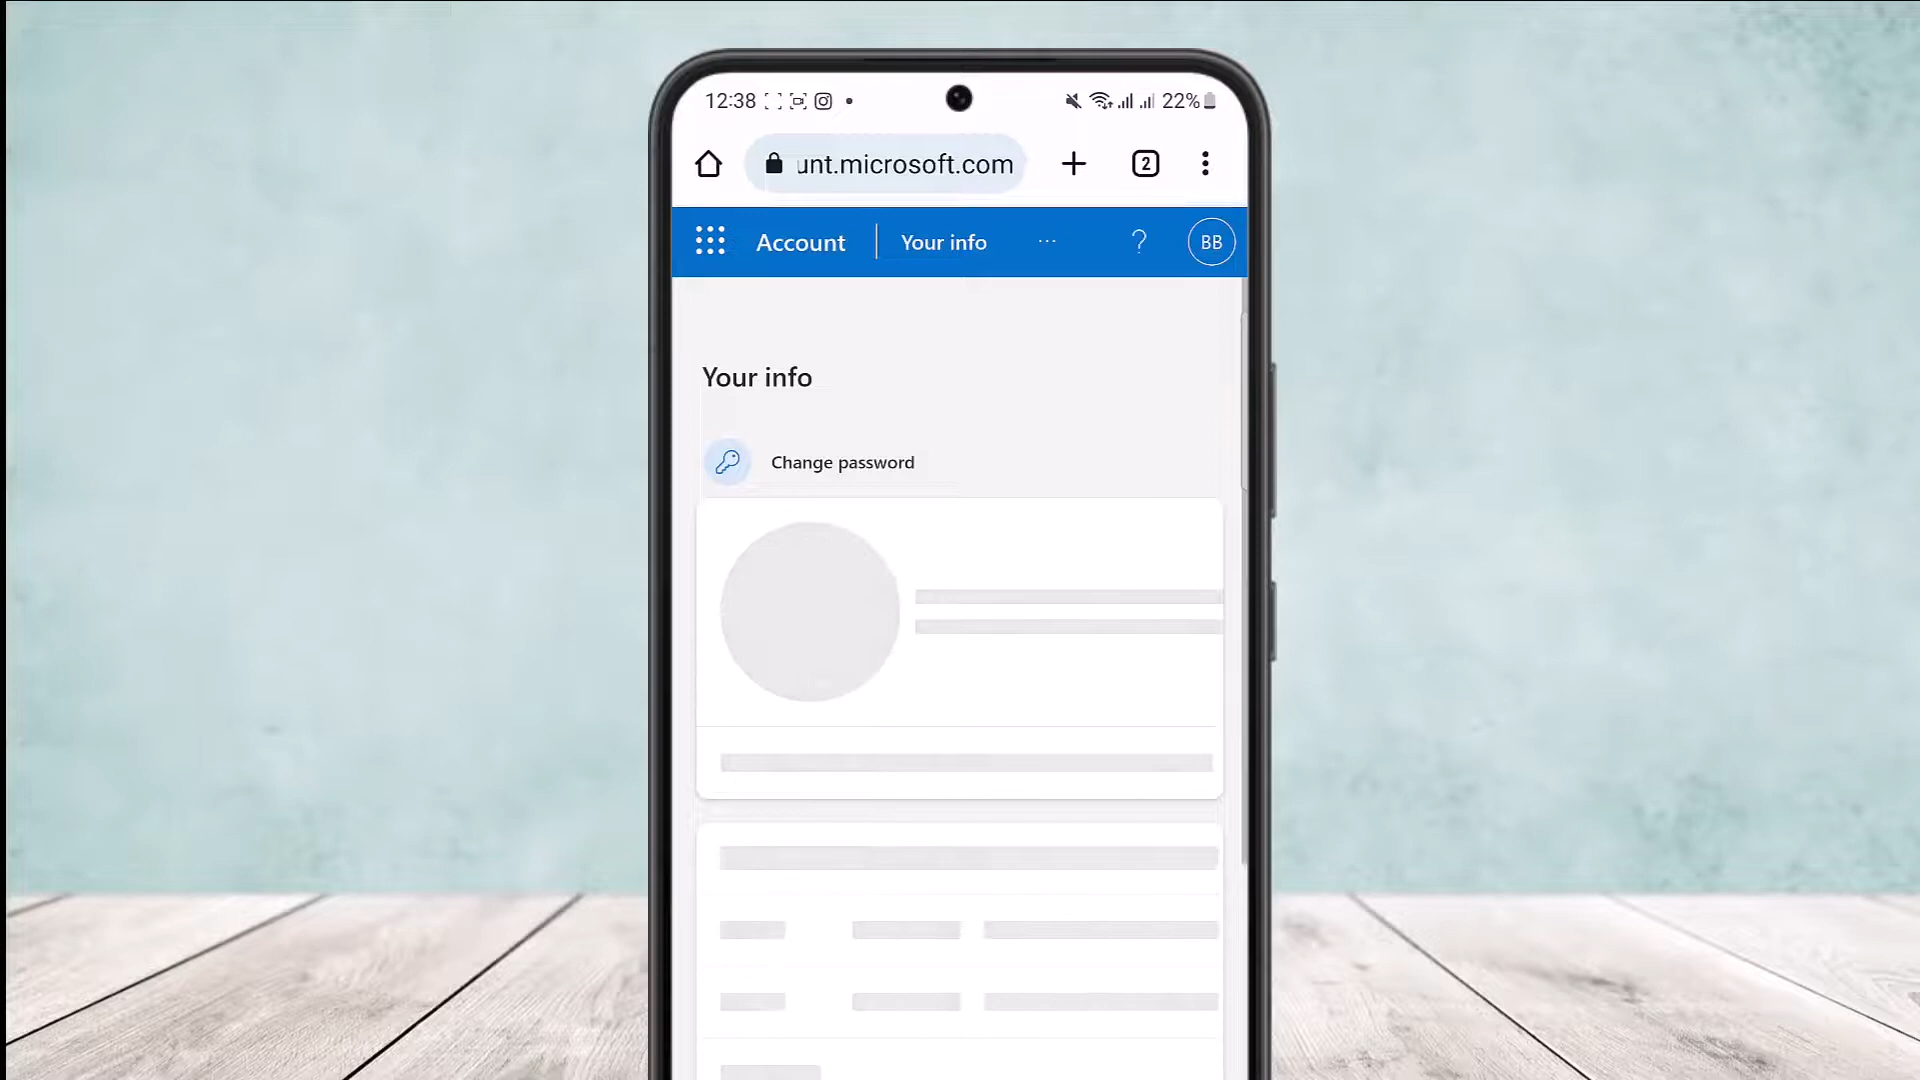 12:38 22%
unt.microsoft.com 2
Account Your info ... ? BB
Your info
Change password